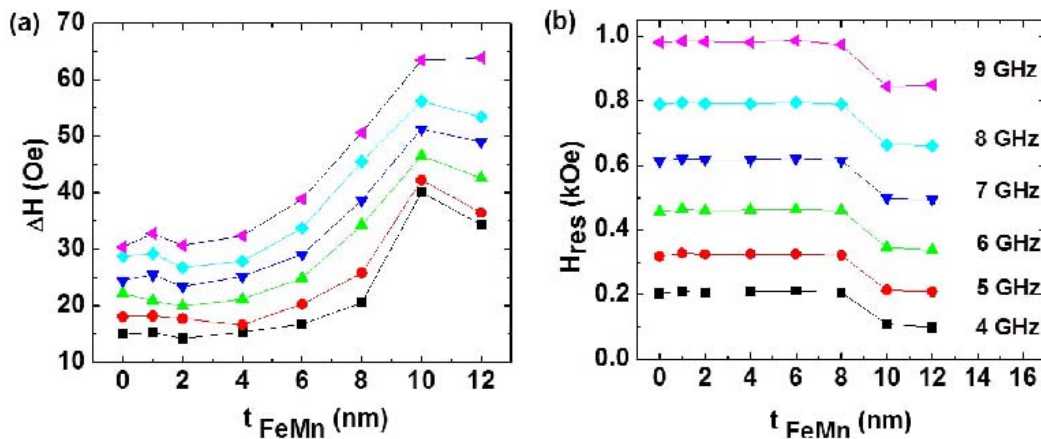 (a)
70
60
50
40
30
20
10
ΔH (Oe)
0 2 4 6 8 10 12
t FeMn (nm)
(b)
1.0
0.8
0.6
0.4
0.2
0.0
Hres (kOe)
9 GHz
8 GHz
7 GHz
6 GHz
5 GHz
4 GHz
0 2 4 6 8 10 12 14 16
t FeMn (nm)